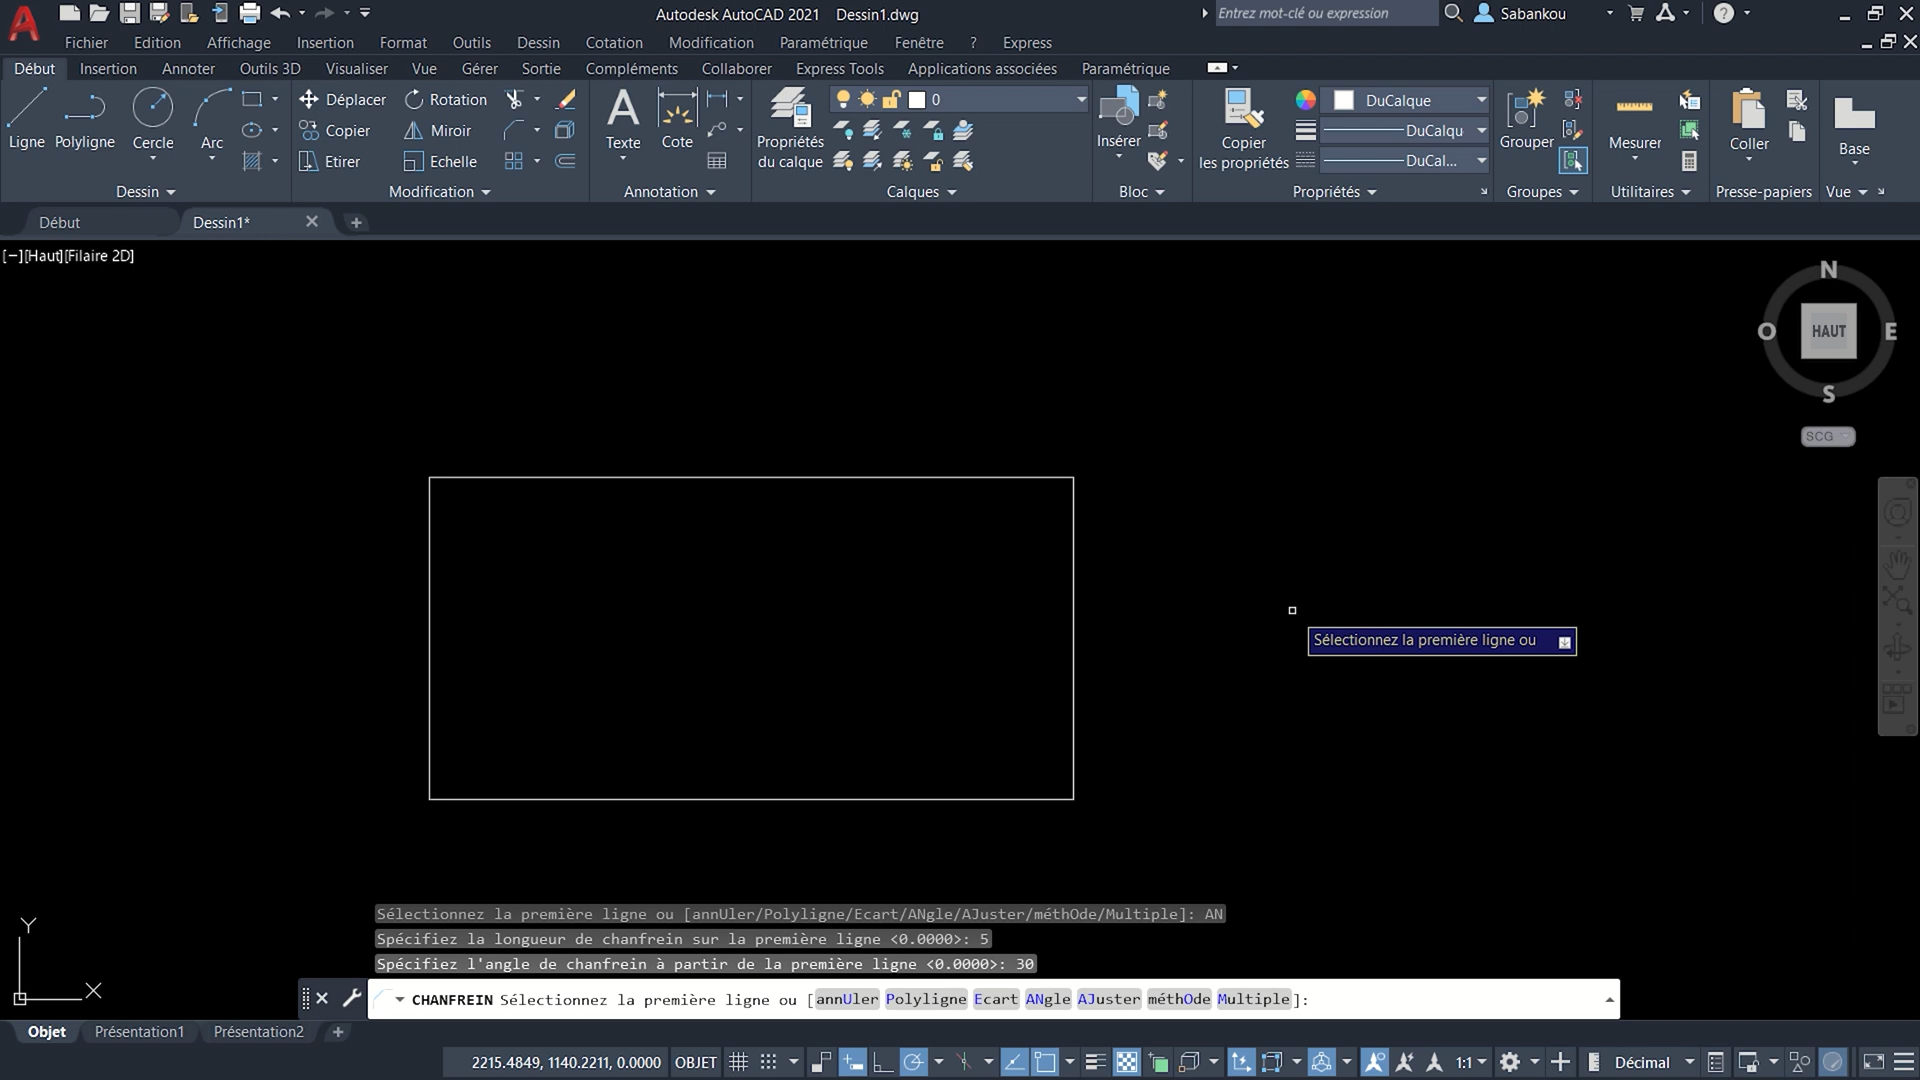 Autodesk AutoCAD 2021 Dessin1.dwg
Entrez mot-clé ou expression
Sabankou
Fichier Edition Affichage Insertion Format Outils Dessin Cotation Modification Paramétrique Fenêtre ? Express
Début Insertion Annoter Outils 3D Visualiser Vue Gérer Sortie Compléments Collaborer Express Tools Applications associées Paramétrique
Ligne Polyligne Cercle Arc
Déplacer Rotation
Copier Miroir
Etirer Echelle
Texte Cote
Propriétés
du calque
0
Insérer
Copier
les propriétés
DuCalque
DuCalqu
DuCal...
Grouper
Mesurer
Coller
Base
Dessin Modification Annotation Calques Bloc Propriétés Groupes Utilitaires Presse-papiers Vue
Début Dessin1*
[−][Haut][Filaire 2D]
N
O HAUT E
S
SCG
Sélectionnez la première ligne ou
Y
X
Sélectionnez la première ligne ou [annUler/Polyligne/Ecart/ANgle/AJuster/méthOde/Multiple]: AN
Spécifiez la longueur de chanfrein sur la première ligne <0.0000>: 5
Spécifiez l'angle de chanfrein à partir de la première ligne <0.0000>: 30
CHANFREIN Sélectionnez la première ligne ou [annUler Polyligne Ecart ANgle AJuster méthOde Multiple]:
Objet Présentation1 Présentation2
2215.4849, 1140.2211, 0.0000 OBJET 1:1 Décimal